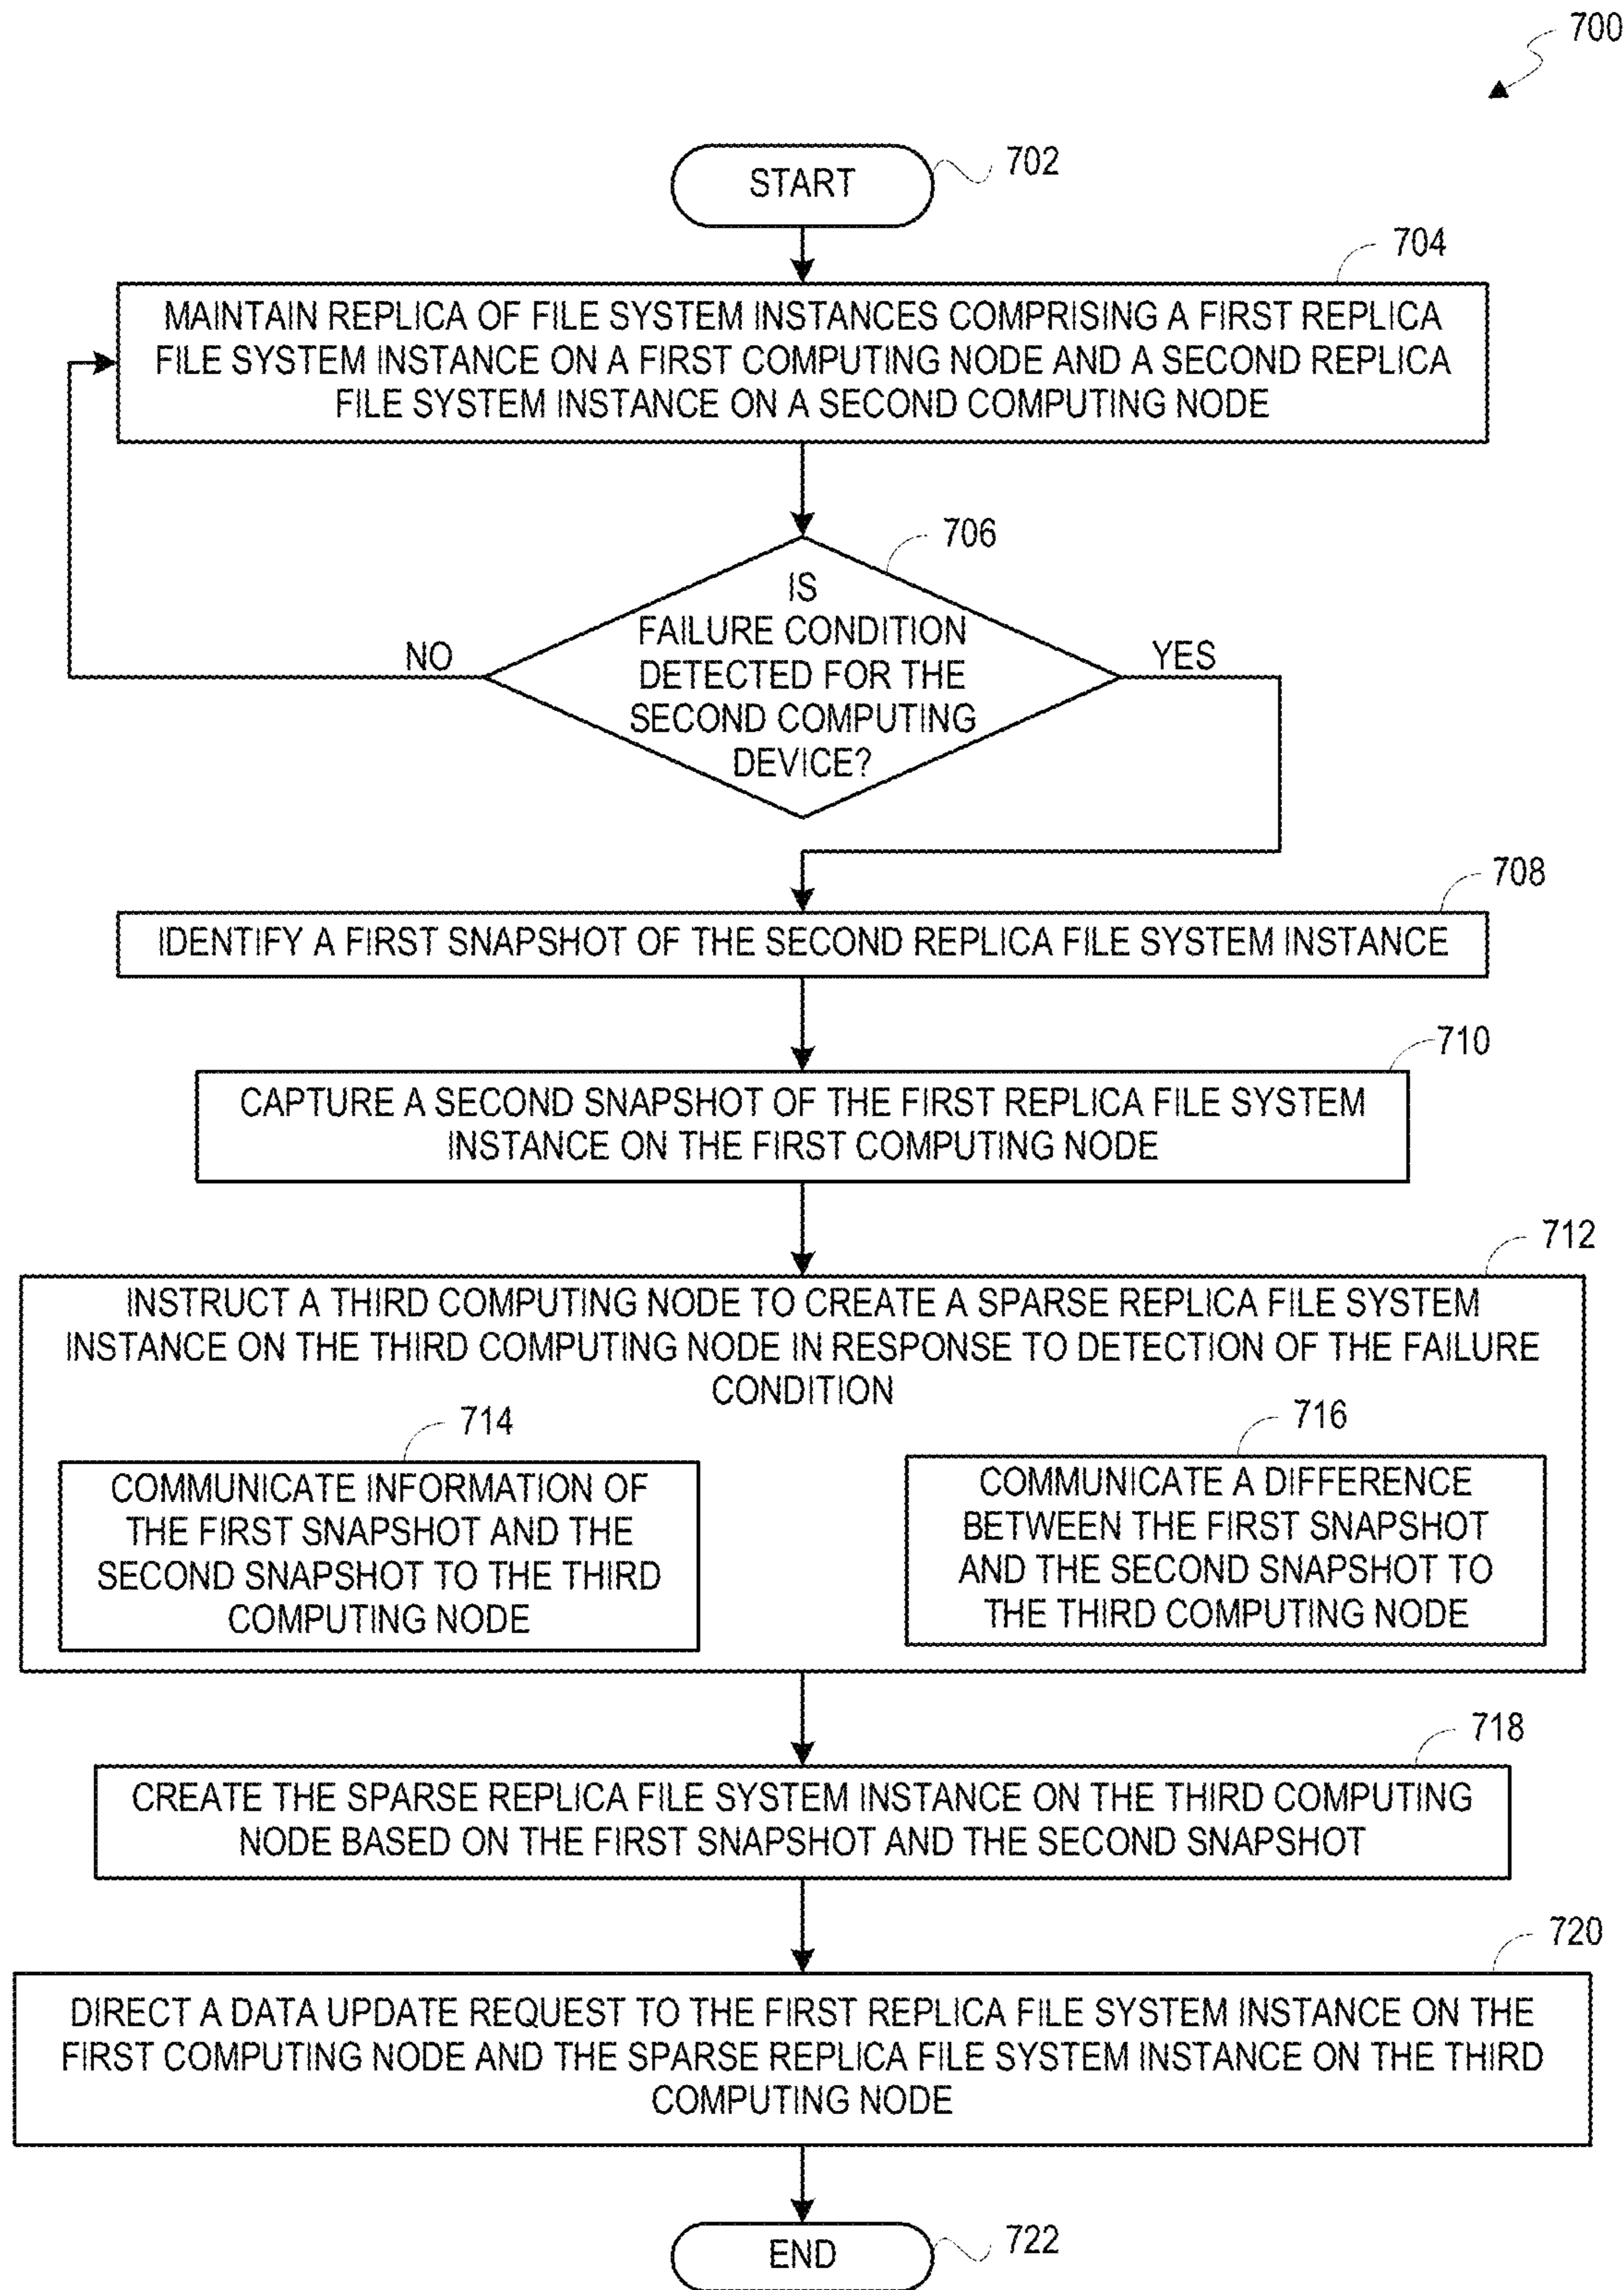 700
START
702
704
MAINTAIN REPLICA OF FILE SYSTEM INSTANCES COMPRISING A FIRST REPLICA
FILE SYSTEM INSTANCE ON A FIRST COMPUTING NODE AND A SECOND REPLICA
FILE SYSTEM INSTANCE ON A SECOND COMPUTING NODE
706
IS
FAILURE CONDITION
DETECTED FOR THE
SECOND COMPUTING
DEVICE?
NO
YES
708
IDENTIFY A FIRST SNAPSHOT OF THE SECOND REPLICA FILE SYSTEM INSTANCE
710
CAPTURE A SECOND SNAPSHOT OF THE FIRST REPLICA FILE SYSTEM
INSTANCE ON THE FIRST COMPUTING NODE
712
INSTRUCT A THIRD COMPUTING NODE TO CREATE A SPARSE REPLICA FILE SYSTEM
INSTANCE ON THE THIRD COMPUTING NODE IN RESPONSE TO DETECTION OF THE FAILURE
CONDITION
714
COMMUNICATE INFORMATION OF
THE FIRST SNAPSHOT AND THE
SECOND SNAPSHOT TO THE THIRD
COMPUTING NODE
716
COMMUNICATE A DIFFERENCE
BETWEEN THE FIRST SNAPSHOT
AND THE SECOND SNAPSHOT TO
THE THIRD COMPUTING NODE
718
CREATE THE SPARSE REPLICA FILE SYSTEM INSTANCE ON THE THIRD COMPUTING
NODE BASED ON THE FIRST SNAPSHOT AND THE SECOND SNAPSHOT
720
DIRECT A DATA UPDATE REQUEST TO THE FIRST REPLICA FILE SYSTEM INSTANCE ON THE
FIRST COMPUTING NODE AND THE SPARSE REPLICA FILE SYSTEM INSTANCE ON THE THIRD
COMPUTING NODE
END
722